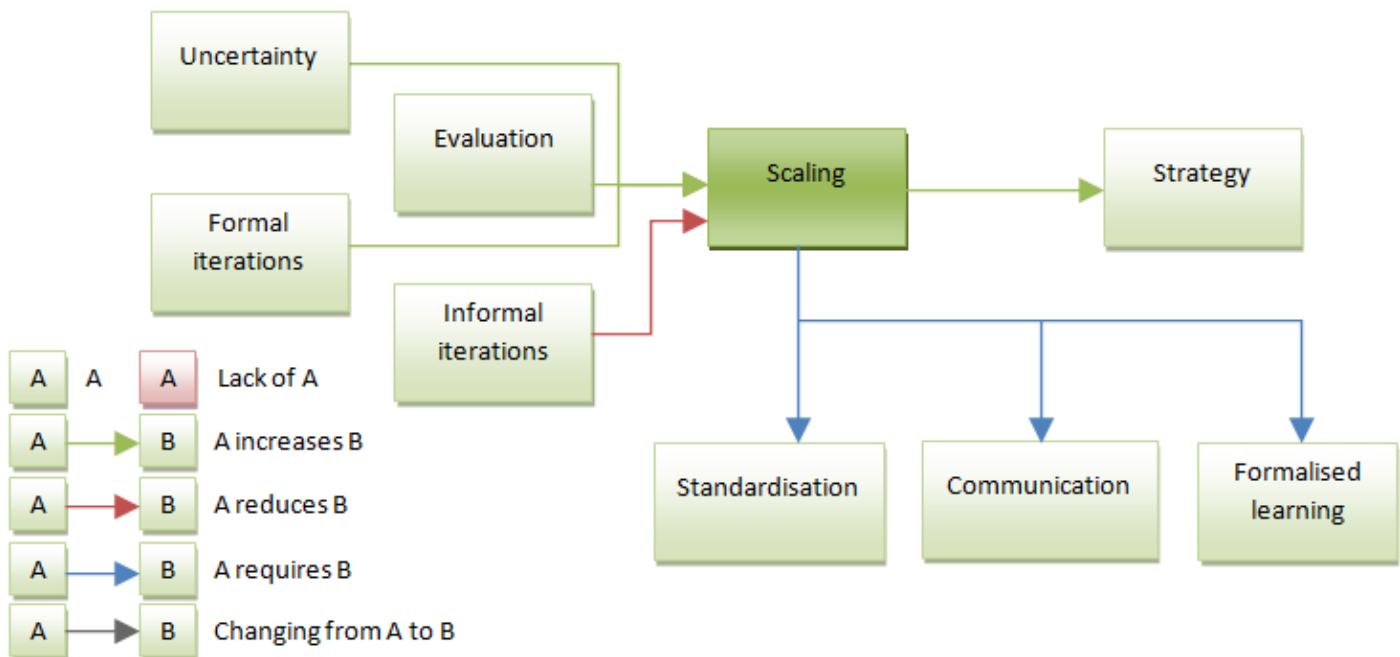 Uncertainty
Evaluation
Scaling
Strategy
Formal
iterations
Informal
iterations
Standardisation
Communication
Formalised
learning
A A A Lack of A
A B A increases B
A B A reduces B
A B A requires B
A B Changing from A to B